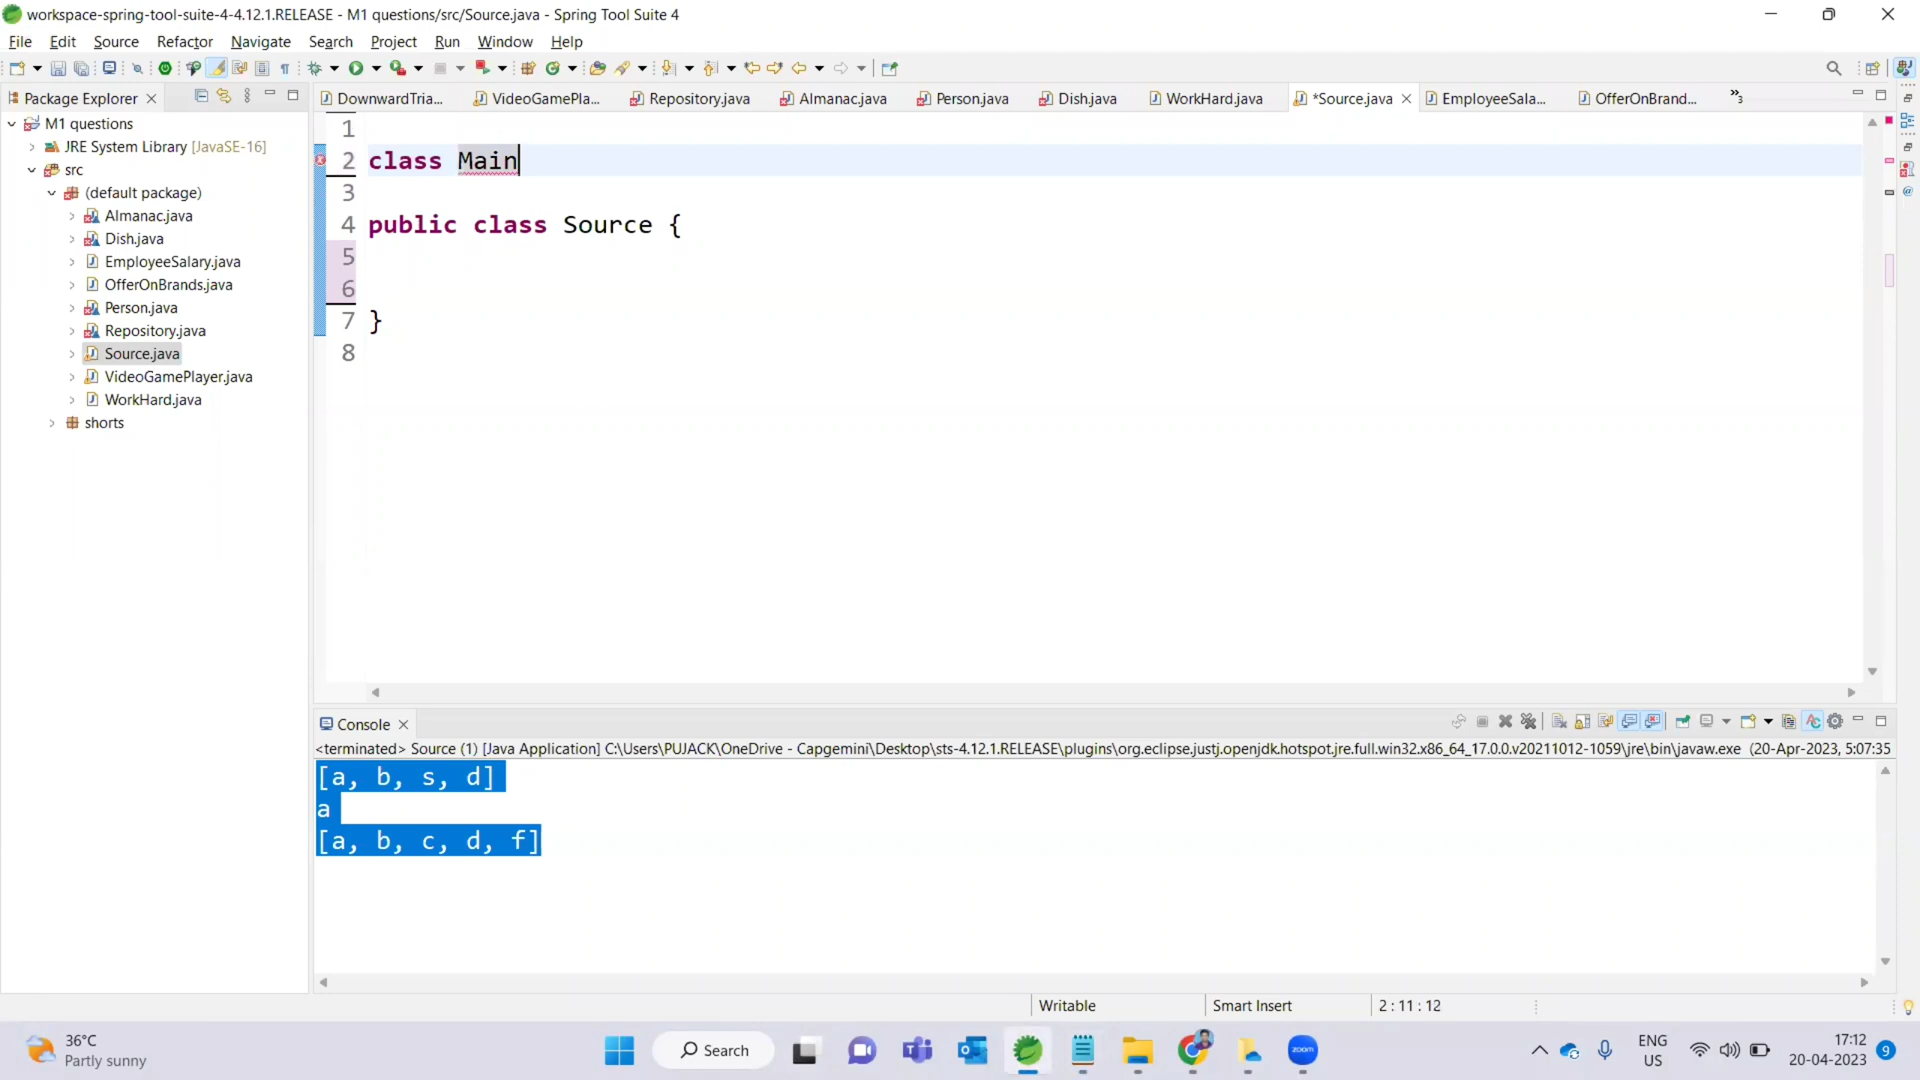 workspace-spring-tool-suite-4-4.12.1.RELEASE - M1 questions/src/Source.java - Spring Tool Suite 4
File Edit Source Refactor Navigate Search Project Run Window Help
Package Explorer
DownwardTria... VideoGamePla... Repository.java Almanac.java Person.java Dish.java WorkHard.java *Source.java EmployeeSala... OfferOnBrand... »3
M1 questions
JRE System Library [JavaSE-16]
src
(default package)
Almanac.java
Dish.java
EmployeeSalary.java
OfferOnBrands.java
Person.java
Repository.java
Source.java
VideoGamePlayer.java
WorkHard.java
shorts
1
2 class Main
3
4 public class Source {
5
6
7 }
8
Console
<terminated> Source (1) [Java Application] C:\Users\PUJACK\OneDrive - Capgemini\Desktop\sts-4.12.1.RELEASE\plugins\org.eclipse.justj.openjdk.hotspot.jre.full.win32.x86_64_17.0.0.v20211012-1059\jre\bin\javaw.exe (20-Apr-2023, 5:07:35
[a, b, s, d]
a
[a, b, c, d, f]
Writable Smart Insert 2 : 11 : 12
36°C
Partly sunny
Search
zoom
ENG
US
17:12
20-04-2023
9